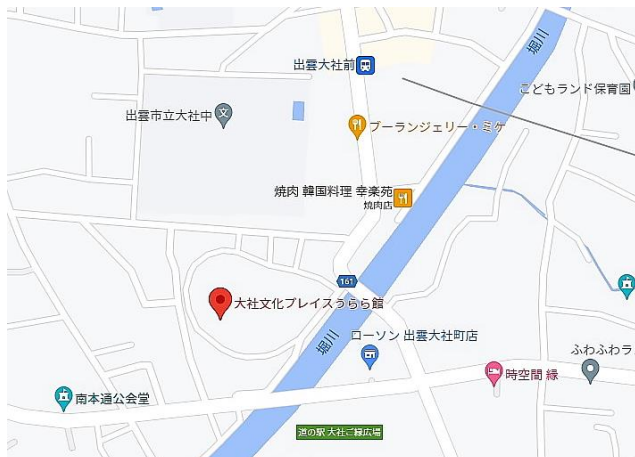 堀川
出雲大社前
こどもランド保育園
出雲市立大社中
文
ブーランジェリー・ミケ
焼肉 韓国料理 幸楽苑
焼肉店
161
大社文化プレイスうらら館
堀川
ローソン 出雲大社町店
ふわふわラ
時空間 縁
南本通公会堂
道の駅 大社ご縁広場